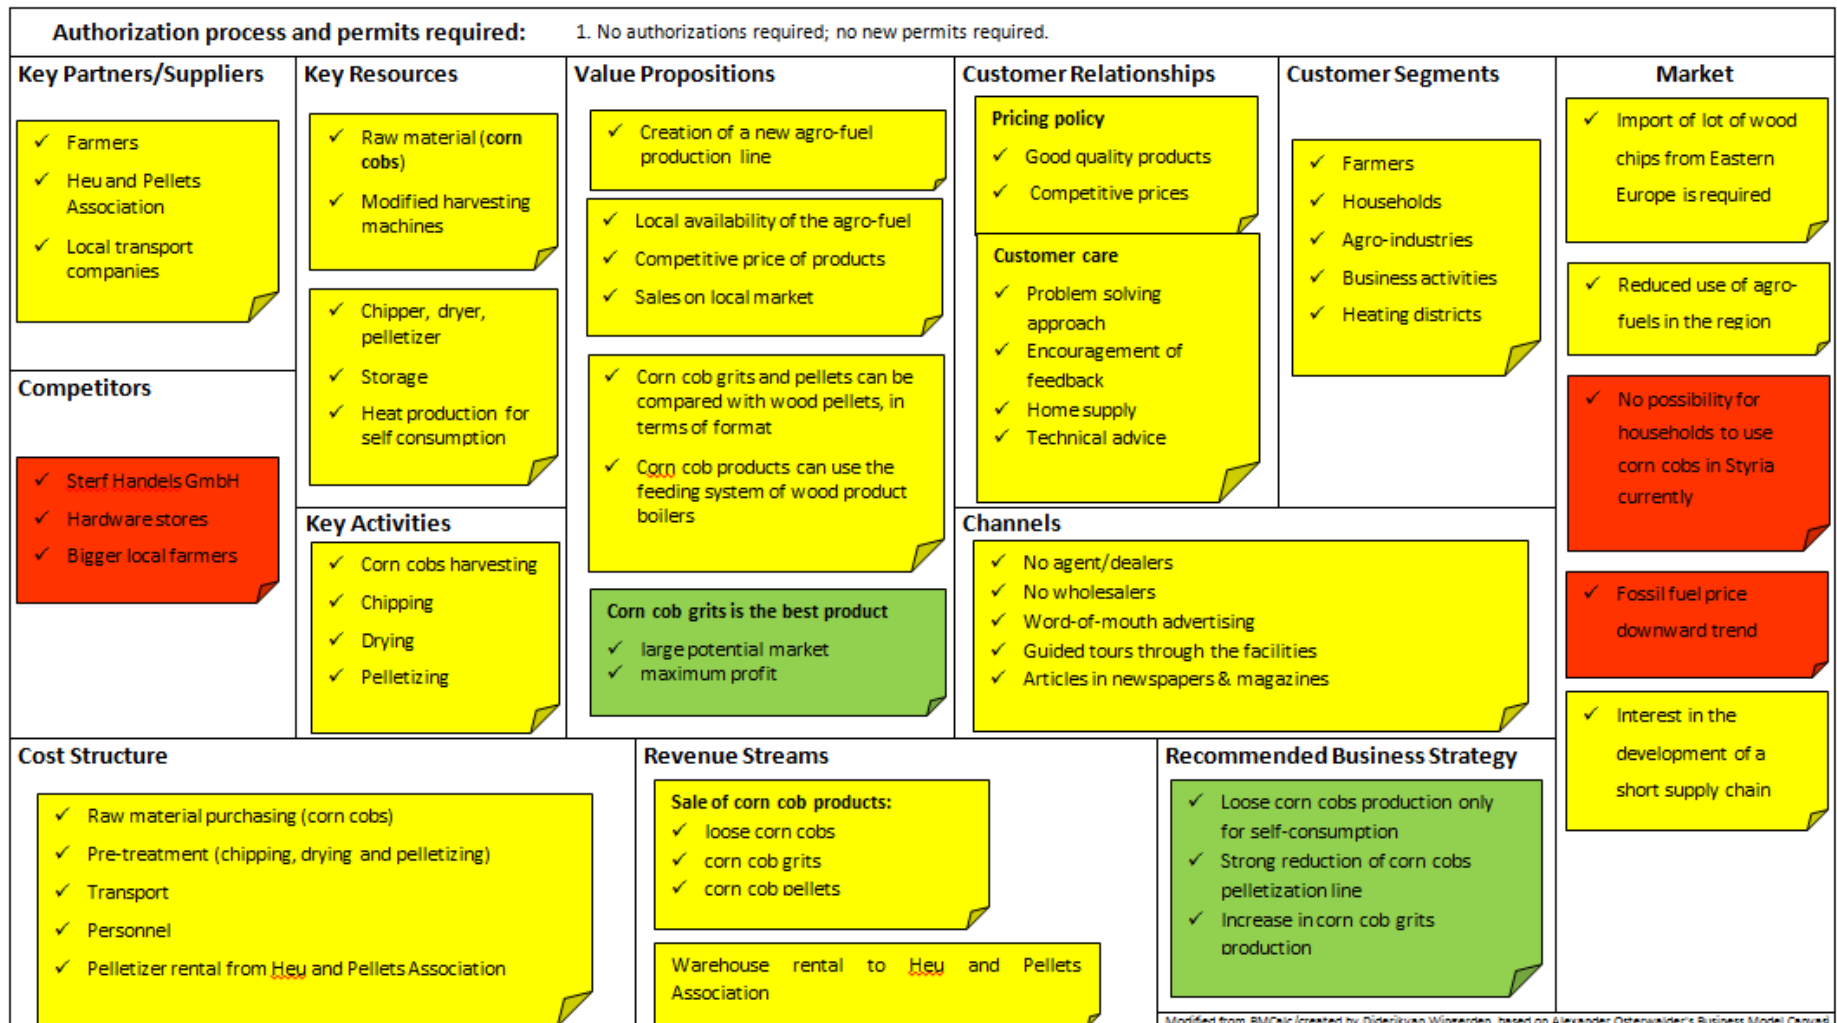 Authorization process and permits required:
1. No authorizations required; no new permits required.
Key Partners/Suppliers
✓ Farmers
✓ Heu and Pellets
Association
✓ Local transport
companies
Competitors
✓ Sterf Handels GmbH
✓ Hardware stores
✓ Bigger local farmers
Key Resources
✓ Raw material (corn
cobs)
✓ Modified harvesting
machines
✓ Chipper, dryer,
pelletizer
✓ Storage
✓ Heat production for
self consumption
Key Activities
✓ Corn cobs harvesting
✓ Chipping
✓ Drying
✓ Pelletizing
Value Propositions
✓ Creation of a new agro-fuel
production line
✓ Local availability of the agro-fuel
✓ Competitive price of products
✓ Sales on local market
✓ Corn cob grits and pellets can be
compared with wood pellets, in
terms of format
✓ Corn cob products can use the
feeding system of wood product
boilers
Corn cob grits is the best product
✓ large potential market
✓ maximum profit
Customer Relationships
Pricing policy
✓ Good quality products
✓ Competitive prices
Customer care
✓ Problem solving
approach
✓ Encouragement of
feedback
✓ Home supply
✓ Technical advice
Customer Segments
✓ Farmers
✓ Households
✓ Agro-industries
✓ Business activities
✓ Heating districts
Channels
✓ No agent/dealers
✓ No wholesalers
✓ Word-of-mouth advertising
✓ Guided tours through the facilities
✓ Articles in newspapers & magazines
Market
✓ Import of lot of wood
chips from Eastern
Europe is required
✓ Reduced use of agro-
fuels in the region
✓ No possibility for
households to use
corn cobs in Styria
currently
✓ Fossil fuel price
downward trend
✓ Interest in the
development of a
short supply chain
Cost Structure
✓ Raw material purchasing (corn cobs)
✓ Pre-treatment (chipping, drying and pelletizing)
✓ Transport
✓ Personnel
✓ Pelletizer rental from Heu and Pellets Association
Revenue Streams
Sale of corn cob products:
✓ loose corn cobs
✓ corn cob grits
✓ corn cob pellets
Warehouse rental to Heu and Pellets
Association
Recommended Business Strategy
✓ Loose corn cobs production only
for self-consumption
✓ Strong reduction of corn cobs
pelletization line
✓ Increase in corn cob grits
production
Modified from BMCalc (created by Diderikvan Wingerden, based on Alexander Osterwalder's Business Model Canvas)